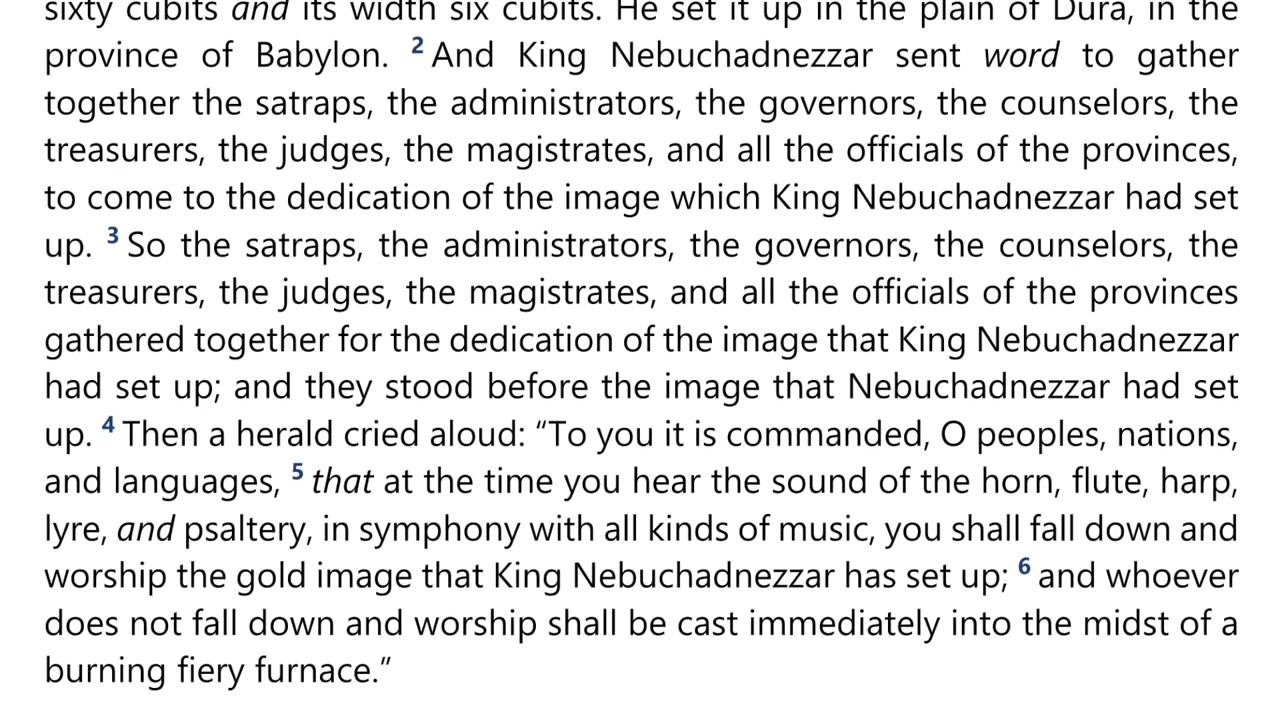 sixty cubits and its width six cubits. He set it up in the plain of Dura, in the
province of Babylon. 2 And King Nebuchadnezzar sent word to gather
together the satraps, the administrators, the governors, the counselors, the
treasurers, the judges, the magistrates, and all the officials of the provinces,
to come to the dedication of the image which King Nebuchadnezzar had set
up. 3 So the satraps, the administrators, the governors, the counselors, the
treasurers, the judges, the magistrates, and all the officials of the provinces
gathered together for the dedication of the image that King Nebuchadnezzar
had set up; and they stood before the image that Nebuchadnezzar had set
up. 4 Then a herald cried aloud: “To you it is commanded, O peoples, nations,
and languages, 5 that at the time you hear the sound of the horn, flute, harp,
lyre, and psaltery, in symphony with all kinds of music, you shall fall down and
worship the gold image that King Nebuchadnezzar has set up; 6 and whoever
does not fall down and worship shall be cast immediately into the midst of a
burning fiery furnace.”